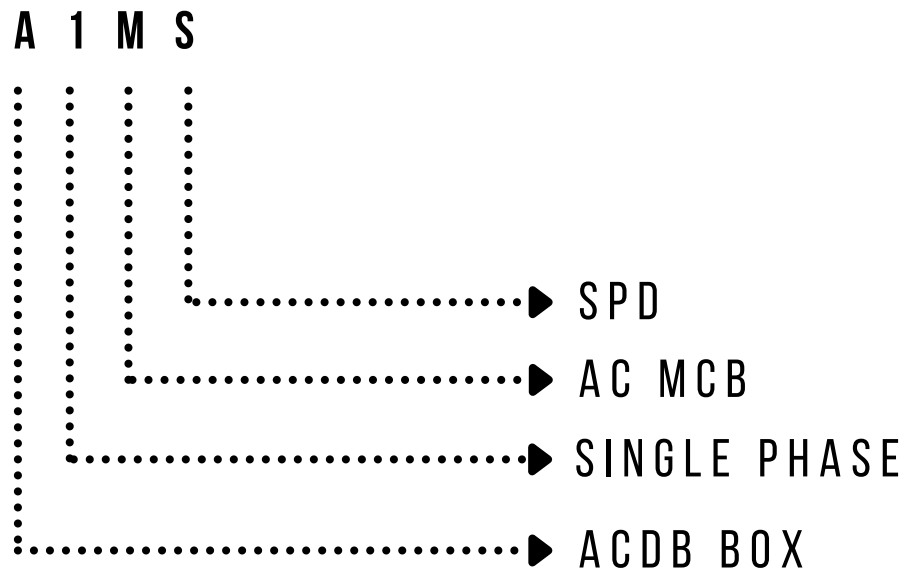 A 1 M S
SPD
AC MCB
SINGLE PHASE
ACDB BOX